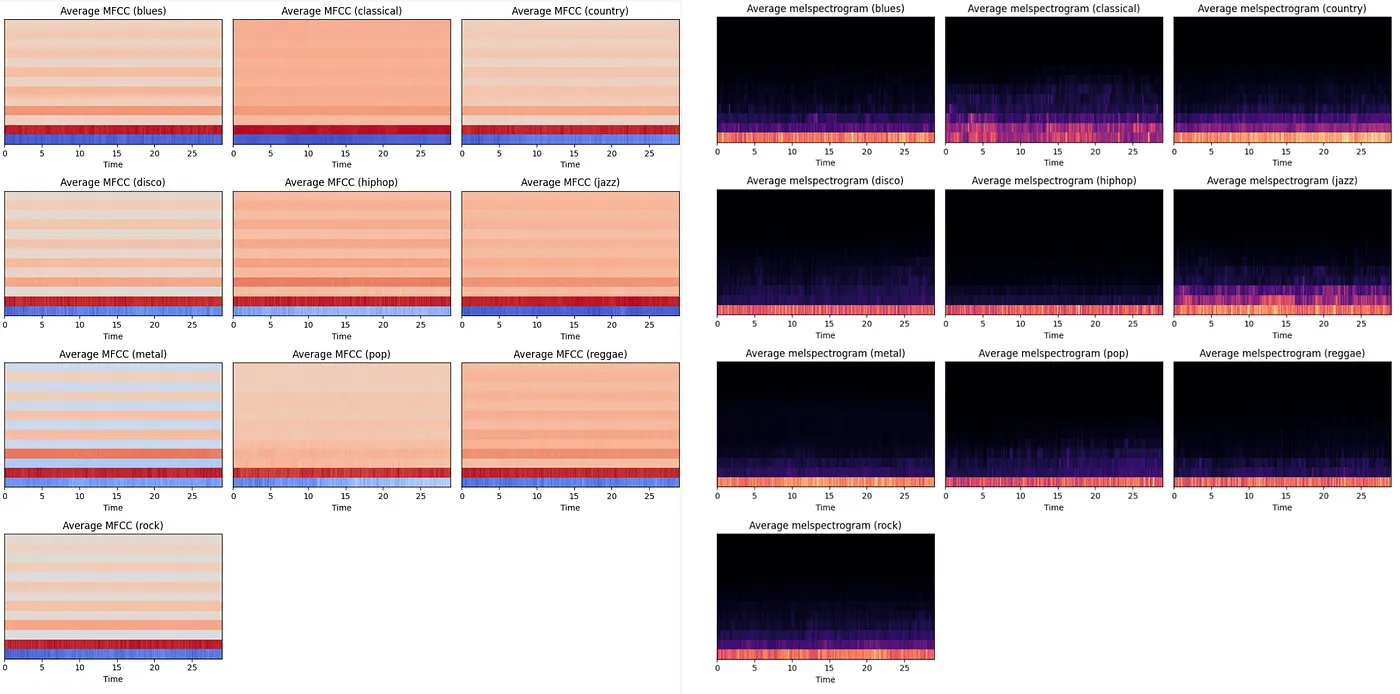 Average MFCC (blues)
0 5 10 15 20 25
Time
Average MFCC (classical)
0 5 10 15 20 25
Time
Average MFCC (country)
0 5 10 15 20 25
Time
Average MFCC (disco)
0 5 10 15 20 25
Time
Average MFCC (hiphop)
0 5 10 15 20 25
Time
Average MFCC (jazz)
0 5 10 15 20 25
Time
Average MFCC (metal)
0 5 10 15 20 25
Time
Average MFCC (pop)
0 5 10 15 20 25
Time
Average MFCC (reggae)
0 5 10 15 20 25
Time
Average MFCC (rock)
0 5 10 15 20 25
Time
Average melspectrogram (blues)
0 5 10 15 20 25
Time
Average melspectrogram (classical)
0 5 10 15 20 25
Time
Average melspectrogram (country)
0 5 10 15 20 25
Time
Average melspectrogram (disco)
0 5 10 15 20 25
Time
Average melspectrogram (hiphop)
0 5 10 15 20 25
Time
Average melspectrogram (jazz)
0 5 10 15 20 25
Time
Average melspectrogram (metal)
0 5 10 15 20 25
Time
Average melspectrogram (pop)
0 5 10 15 20 25
Time
Average melspectrogram (reggae)
0 5 10 15 20 25
Time
Average melspectrogram (rock)
0 5 10 15 20 25
Time